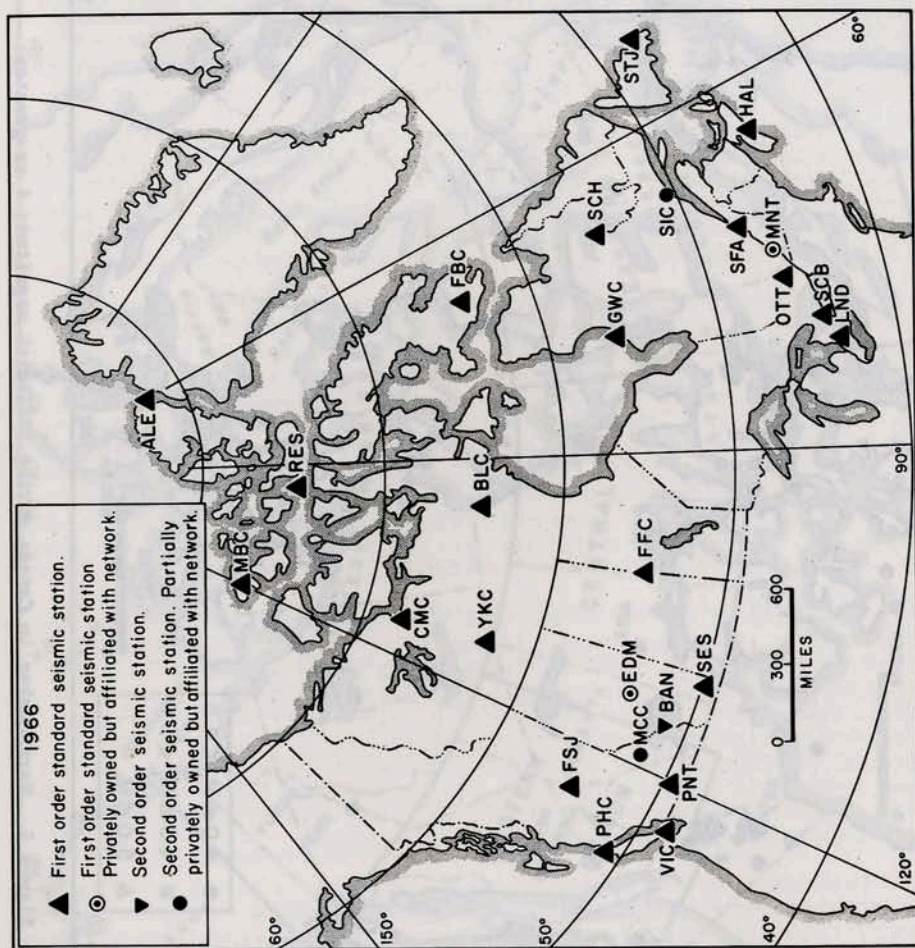 1966
First order standard seismic station.
First order standard seismic station
Privately owned but affiliated with network.
Second order seismic station.
Second order seismic station. Partially
privately owned but affiliated with network.
ALE
MBC
RES
CMC
YKC
BLC
FBC
SCH
GWC
STJ
SIC
HAL
SFA
MNT
OTT
SCB
LND
FFC
EDM
SES
BAN
MCC
FSJ
PHC
PNT
VIC
0 300 600
MILES
60°
150°
50°
40°
120°
90°
60°